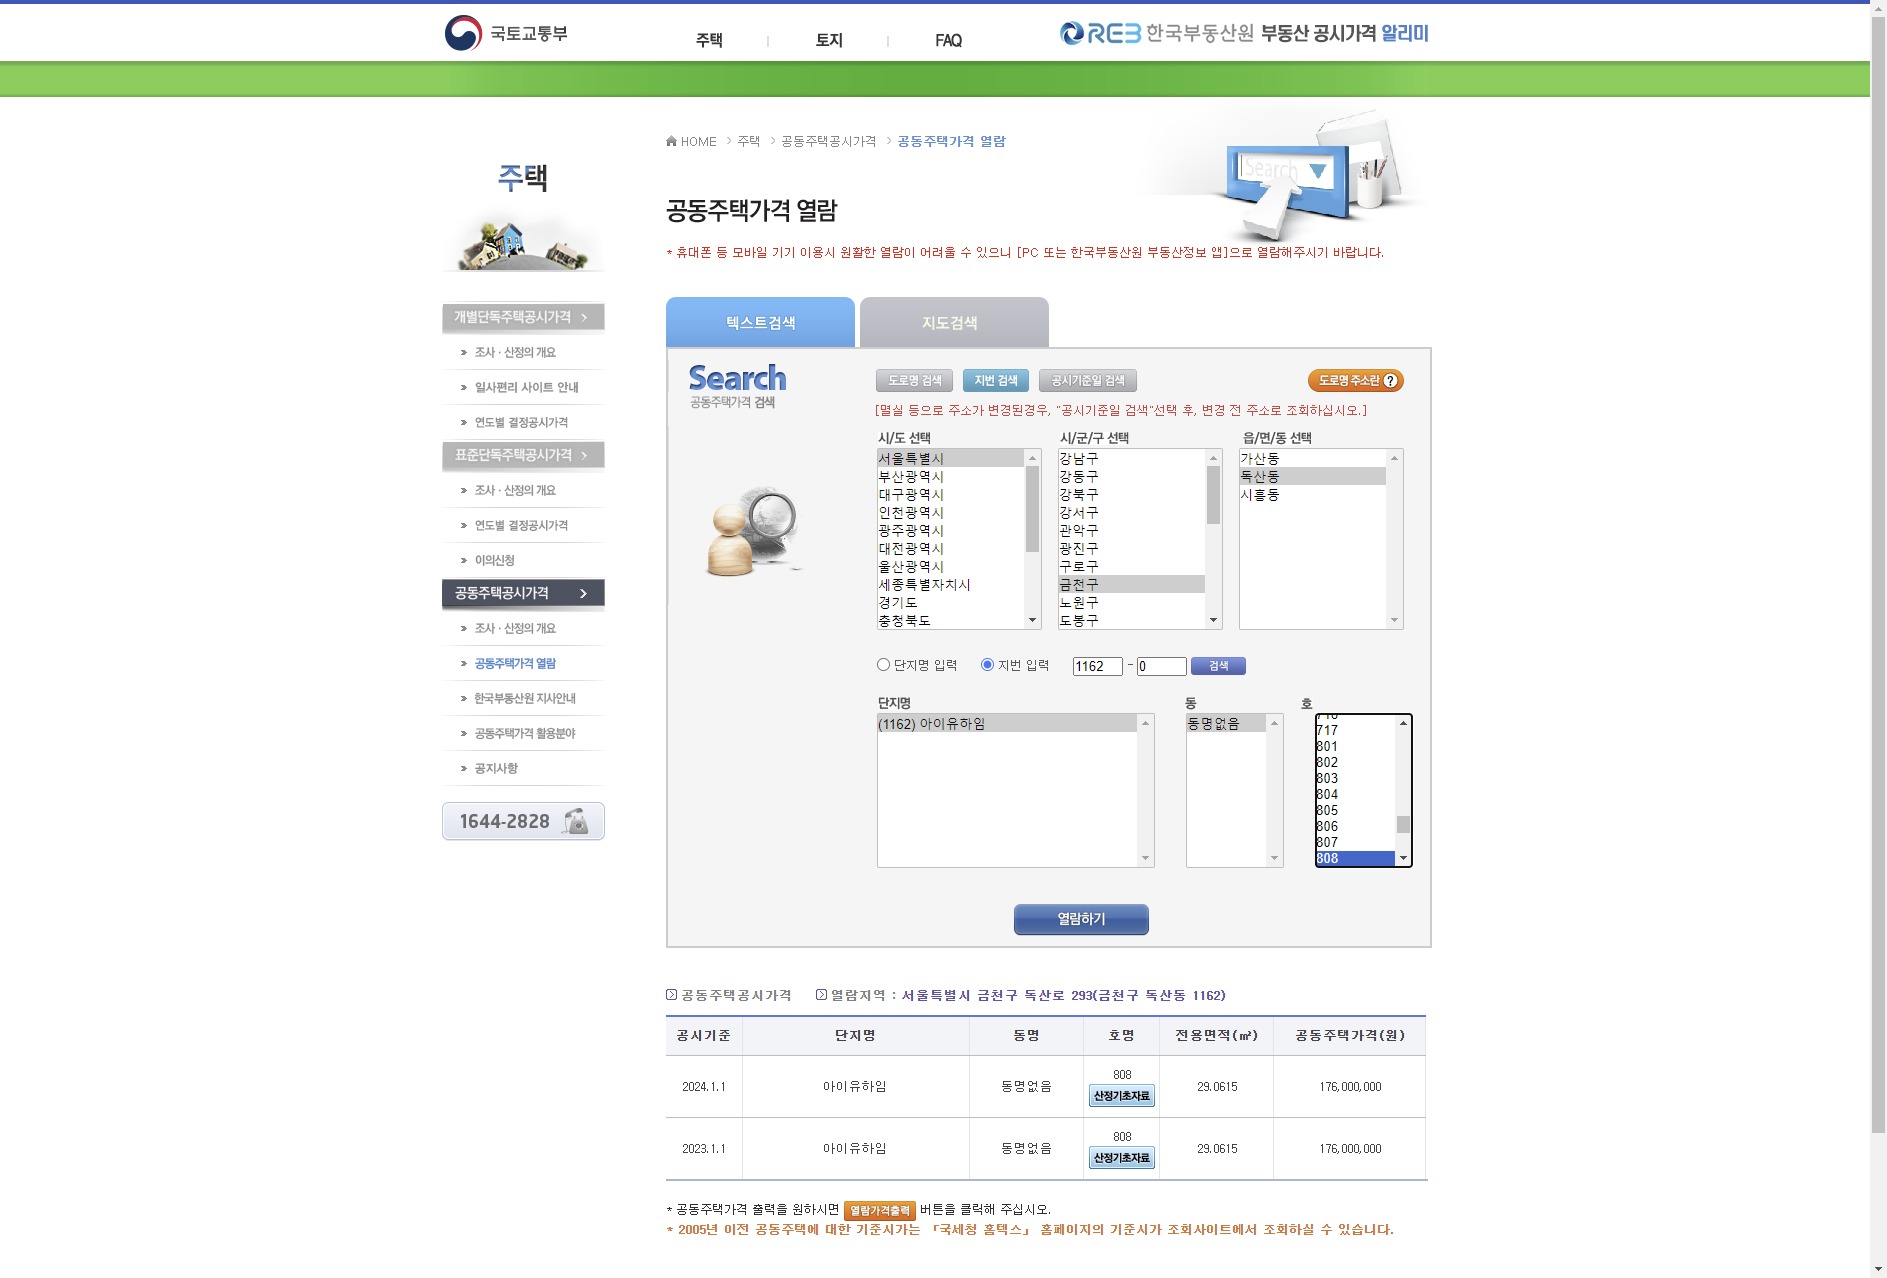 국토교통부
주택
토지
FAQ
REB 한국부동산원 부동산 공시가격 알리미
HOME > 주택 > 공동주택공시가격 > 공동주택가격 열람
Search
주택
공동주택가격 열람
* 휴대폰 등 모바일 기기 이용시 원활한 열람이 어려울 수 있으니 [PC 또는 한국부동산원 부동산정보 앱]으로 열람해주시기 바랍니다.
개별단독주택공시가격
조사 · 산정의 개요
일사편리 사이트 안내
연도별 결정공시가격
표준단독주택공시가격
조사 · 산정의 개요
연도별 결정공시가격
이의신청
공동주택공시가격
조사 · 산정의 개요
공동주택가격 열람
한국부동산원 지사안내
공동주택가격 활용분야
공지사항
1644-2828
텍스트검색
지도검색
Search
공동주택가격 검색
도로명 검색
지번 검색
공시기준일 검색
도로명 주소란 ?
[멸실 등으로 주소가 변경된경우, "공시기준일 검색"선택 후, 변경 전 주소로 조회하십시오.]
시/도 선택
서울특별시
부산광역시
대구광역시
인천광역시
광주광역시
대전광역시
울산광역시
세종특별자치시
경기도
충청북도
시/군/구 선택
강남구
강동구
강북구
강서구
관악구
광진구
구로구
금천구
노원구
도봉구
읍/면/동 선택
가산동
독산동
시흥동
단지명 입력
지번 입력
1162 - 0
검색
단지명
(1162) 아이유하임
동
동명없음
호
716
717
801
802
803
804
805
806
807
808
열람하기
공동주택공시가격
열람지역 : 서울특별시 금천구 독산로 293(금천구 독산동 1162)
공시기준 단지명 동명 호명 전용면적(㎡) 공동주택가격(원)
2024.1.1 아이유하임 동명없음 808 산정기초자료 29.0615 176,000,000
2023.1.1 아이유하임 동명없음 808 산정기초자료 29.0615 176,000,000
* 공동주택가격 출력을 원하시면 열람가격출력 버튼을 클릭해 주십시오.
* 2005년 이전 공동주택에 대한 기준시가는 「국세청 홈텍스」 홈페이지의 기준시가 조회사이트에서 조회하실 수 있습니다.